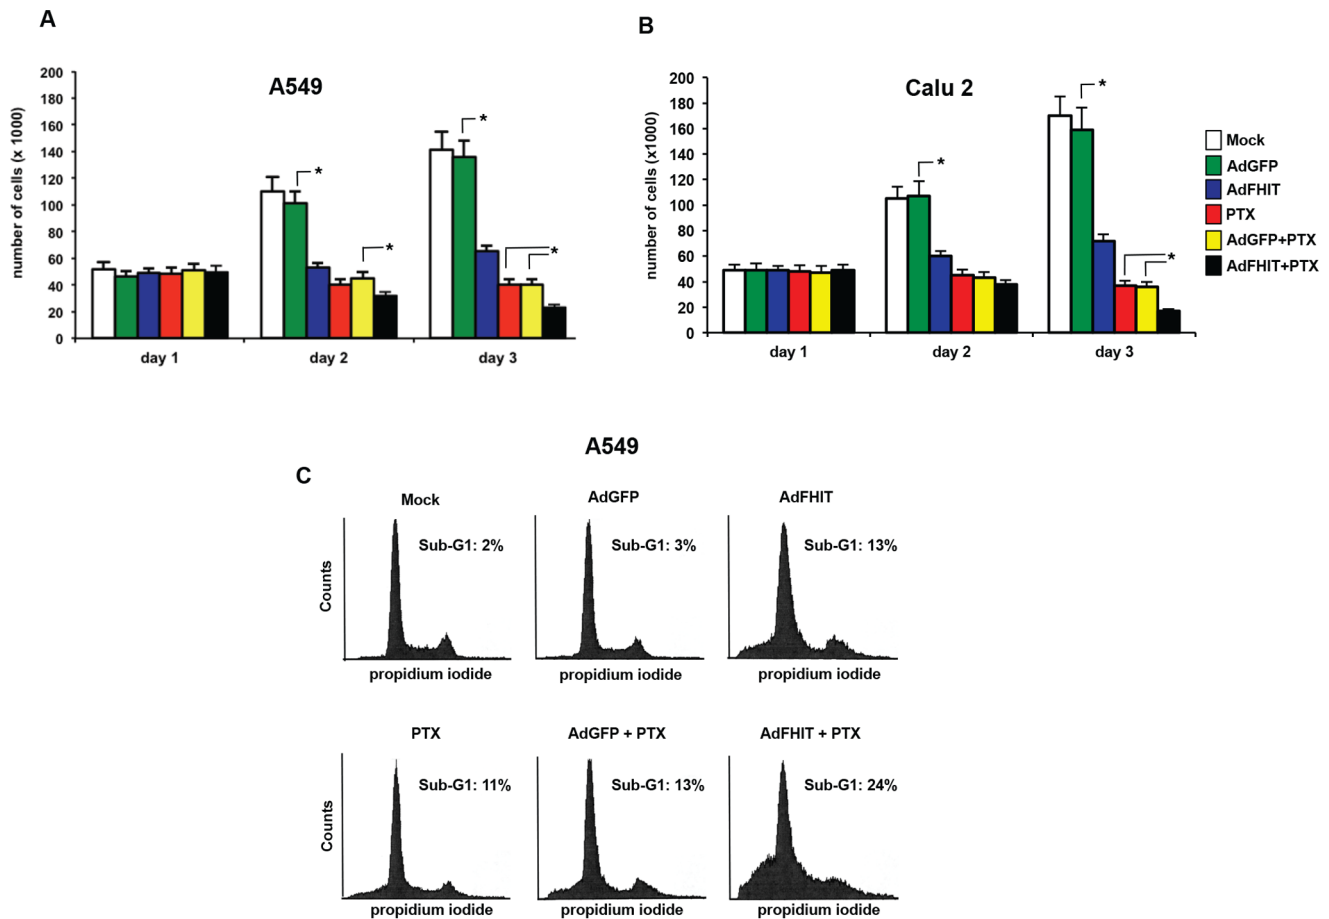 A
A549
number of cells (x 1000)
200
180
160
140
120
100
80
60
40
20
0
*
*
*
*
day 1
day 2
day 3
B
Calu 2
number of cells (x1000)
200
180
160
140
120
100
80
60
40
20
0
*
*
*
day 1
day 2
day 3
Mock
AdGFP
AdFHIT
PTX
AdGFP+PTX
AdFHIT+PTX
A549
C
Mock
Sub-G1: 2%
Counts
propidium iodide
AdGFP
Sub-G1: 3%
propidium iodide
AdFHIT
Sub-G1: 13%
propidium iodide
PTX
Sub-G1: 11%
Counts
propidium iodide
AdGFP + PTX
Sub-G1: 13%
propidium iodide
AdFHIT + PTX
Sub-G1: 24%
propidium iodide